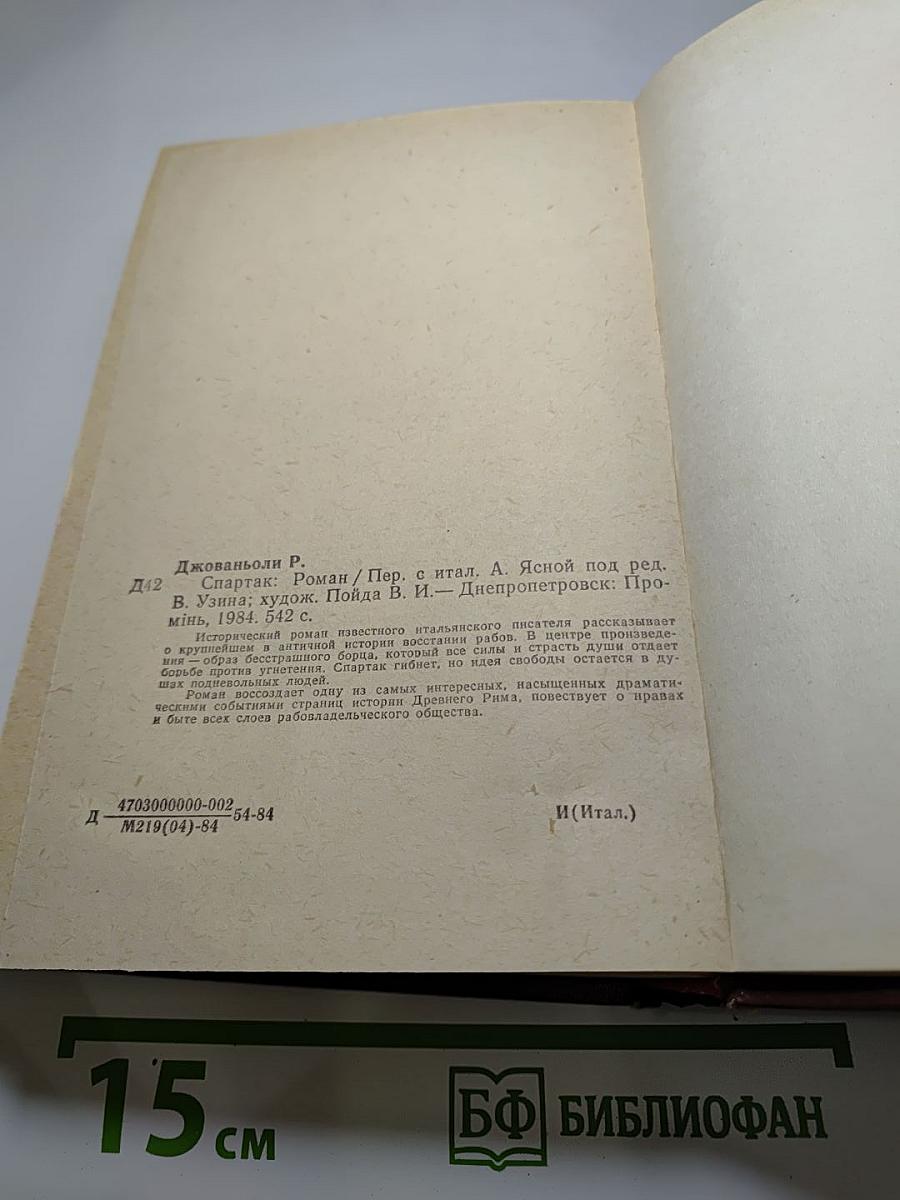 Джованьоли Р.
Д42 Спартак: Роман / Пер. с итал. А. Ясной под ред.
В. Узина; худож. Пойда В. И.— Днепропетровск: Про-
мінь, 1984. 542 с.
Исторический роман известного итальянского писателя рассказывает
о крупнейшем в античной истории восстании рабов. В центре произведе-
ния — образ бесстрашного борца, который все силы и страсть души отдает
борьбе против угнетения. Спартак гибнет, но идея свободы остается в ду-
шах подневольных людей.
Роман воссоздает одну из самых интересных, насыщенных драмати-
ческими событиями страниц истории Древнего Рима, повествует о нравах
и быте всех слоев рабовладельческого общества.
Д 4703000000-002 54-84
М219(04)-84
И(Итал.)
15 см
БФ БИБЛИОФАН